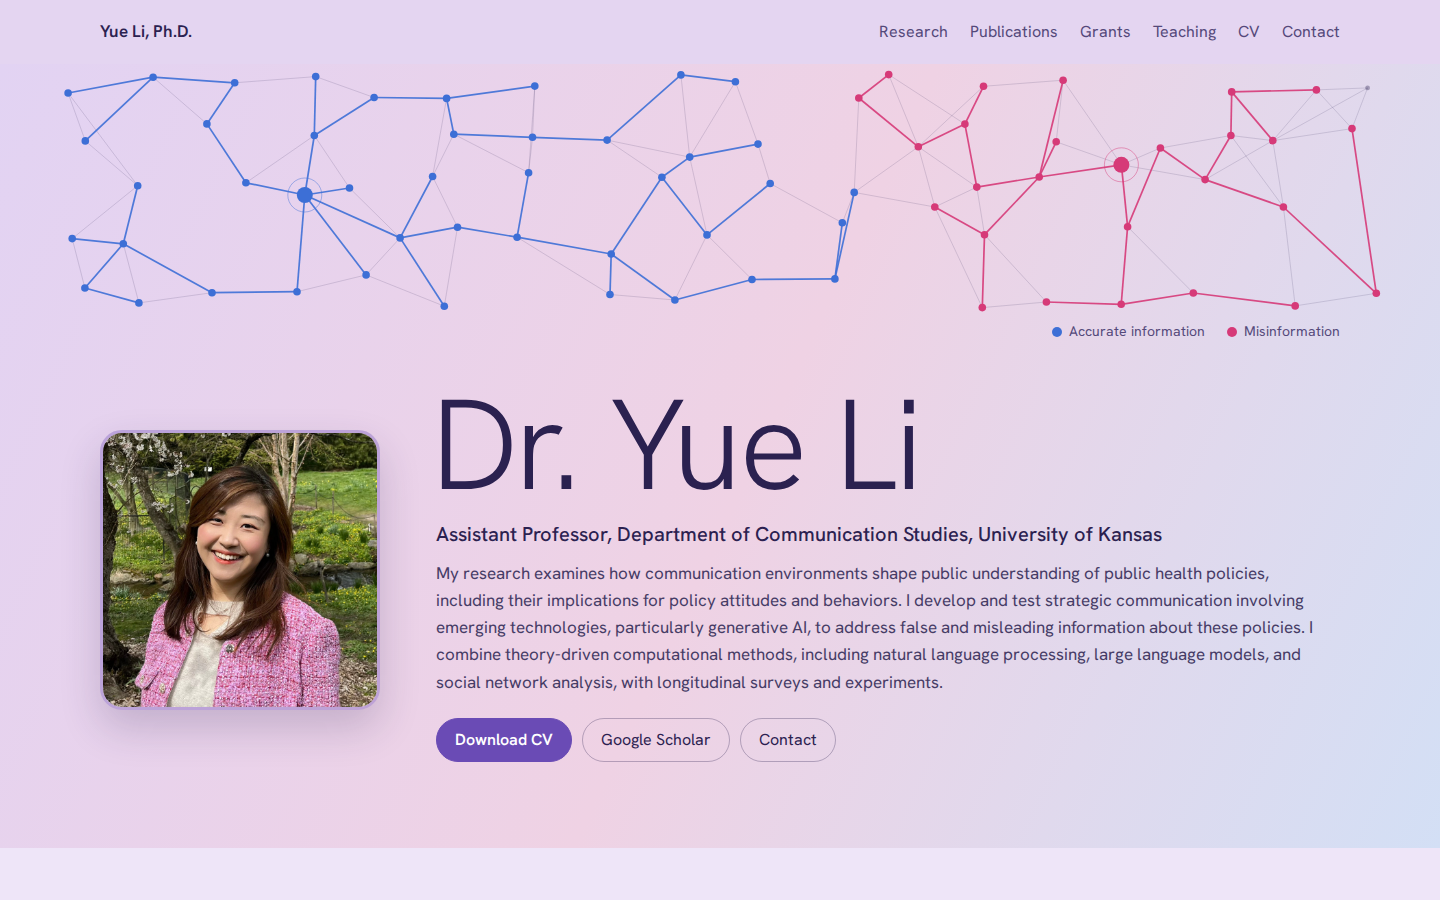 Yue Li, Ph.D.
Research
Publications
Grants
Teaching
CV
Contact
Accurate information
Misinformation
Dr. Yue Li
Assistant Professor, Department of Communication Studies, University of Kansas
My research examines how communication environments shape public understanding of public health policies,
including their implications for policy attitudes and behaviors. I develop and test strategic communication involving
emerging technologies, particularly generative AI, to address false and misleading information about these policies. I
combine theory-driven computational methods, including natural language processing, large language models, and
social network analysis, with longitudinal surveys and experiments.
Download CV
Google Scholar
Contact